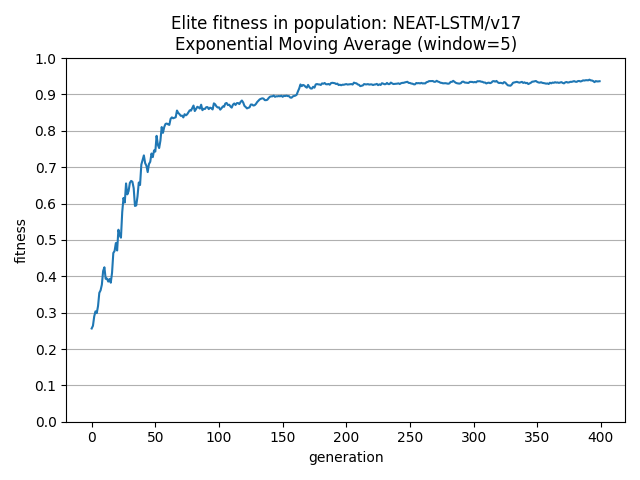 Elite fitness in population: NEAT-LSTM/v17
Exponential Moving Average (window=5)
1.0
0.9
0.8
0.7
0.6
0.5
0.4
0.3
0.2
0.1
0.0
fitness
0 50 100 150 200 250 300 350 400
generation